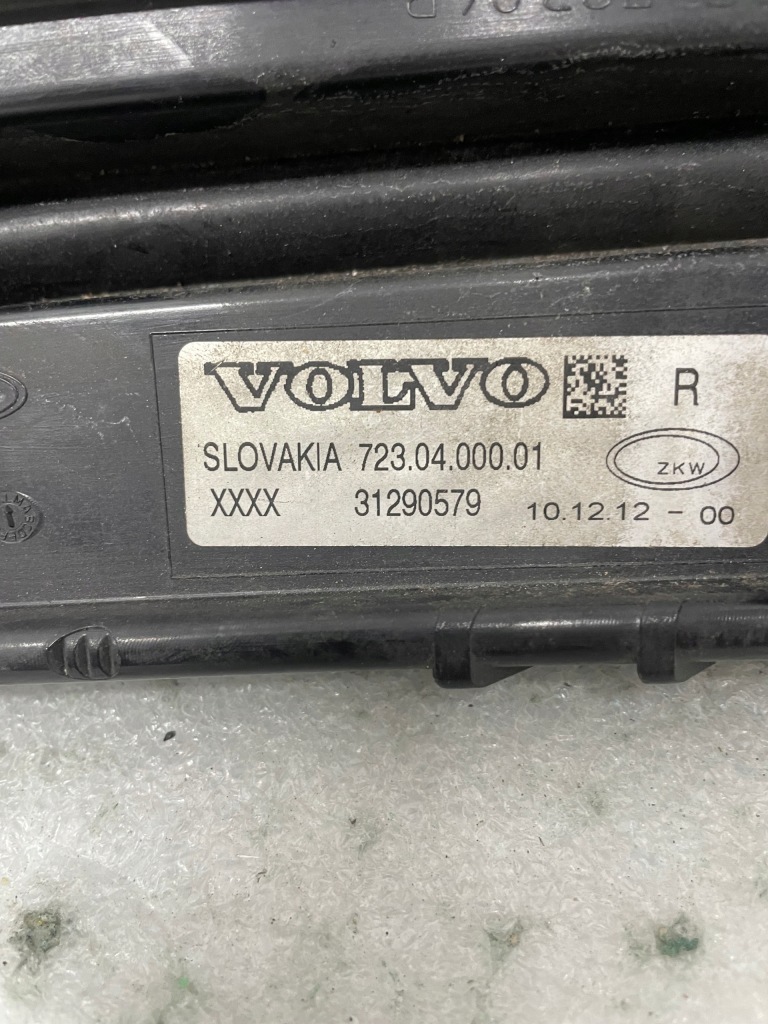 VOLVO R
SLOVAKIA 723.04.000.01 ZKW
XXXX 31290579 10.12.12 - 00